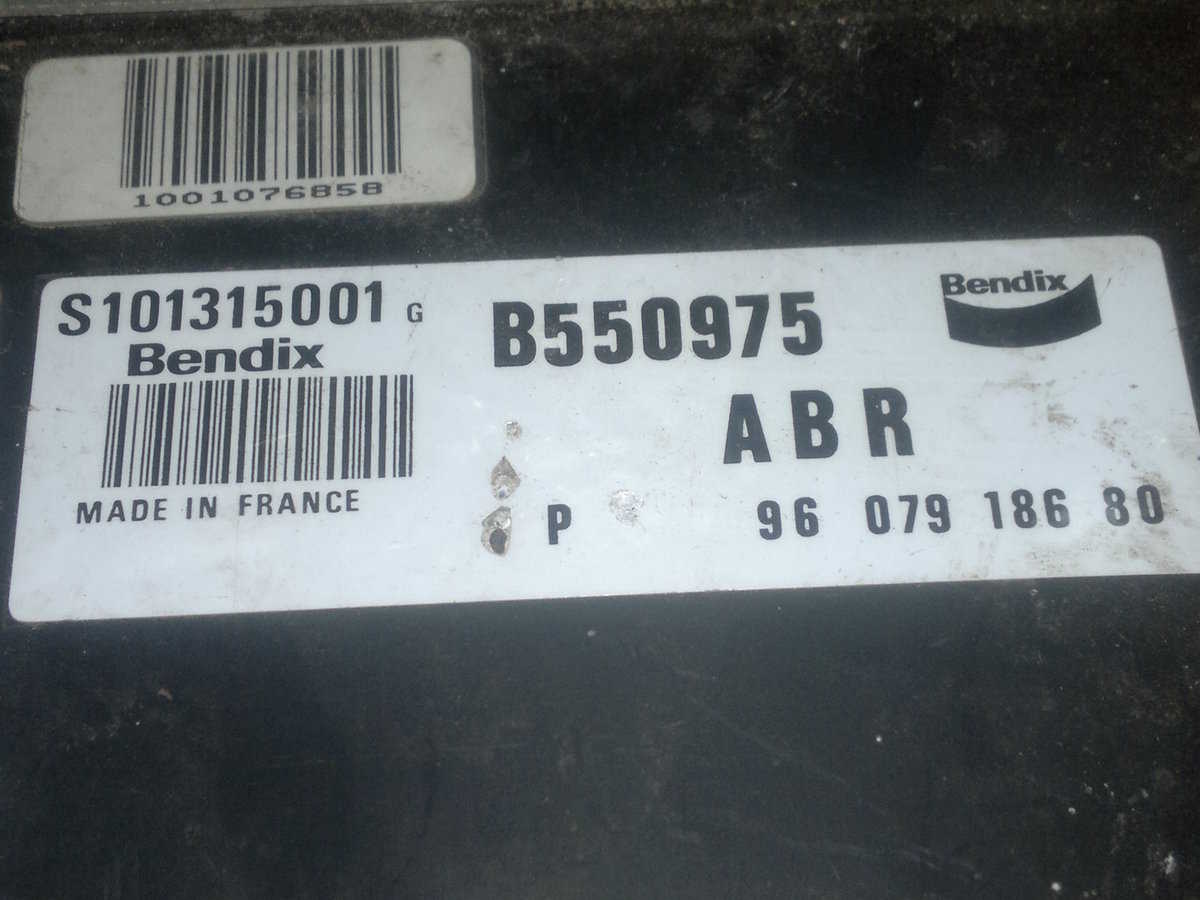 1001076858
S101315001 G
Bendix
MADE IN FRANCE
B550975
ABR
P 96 079 186 80
Bendix